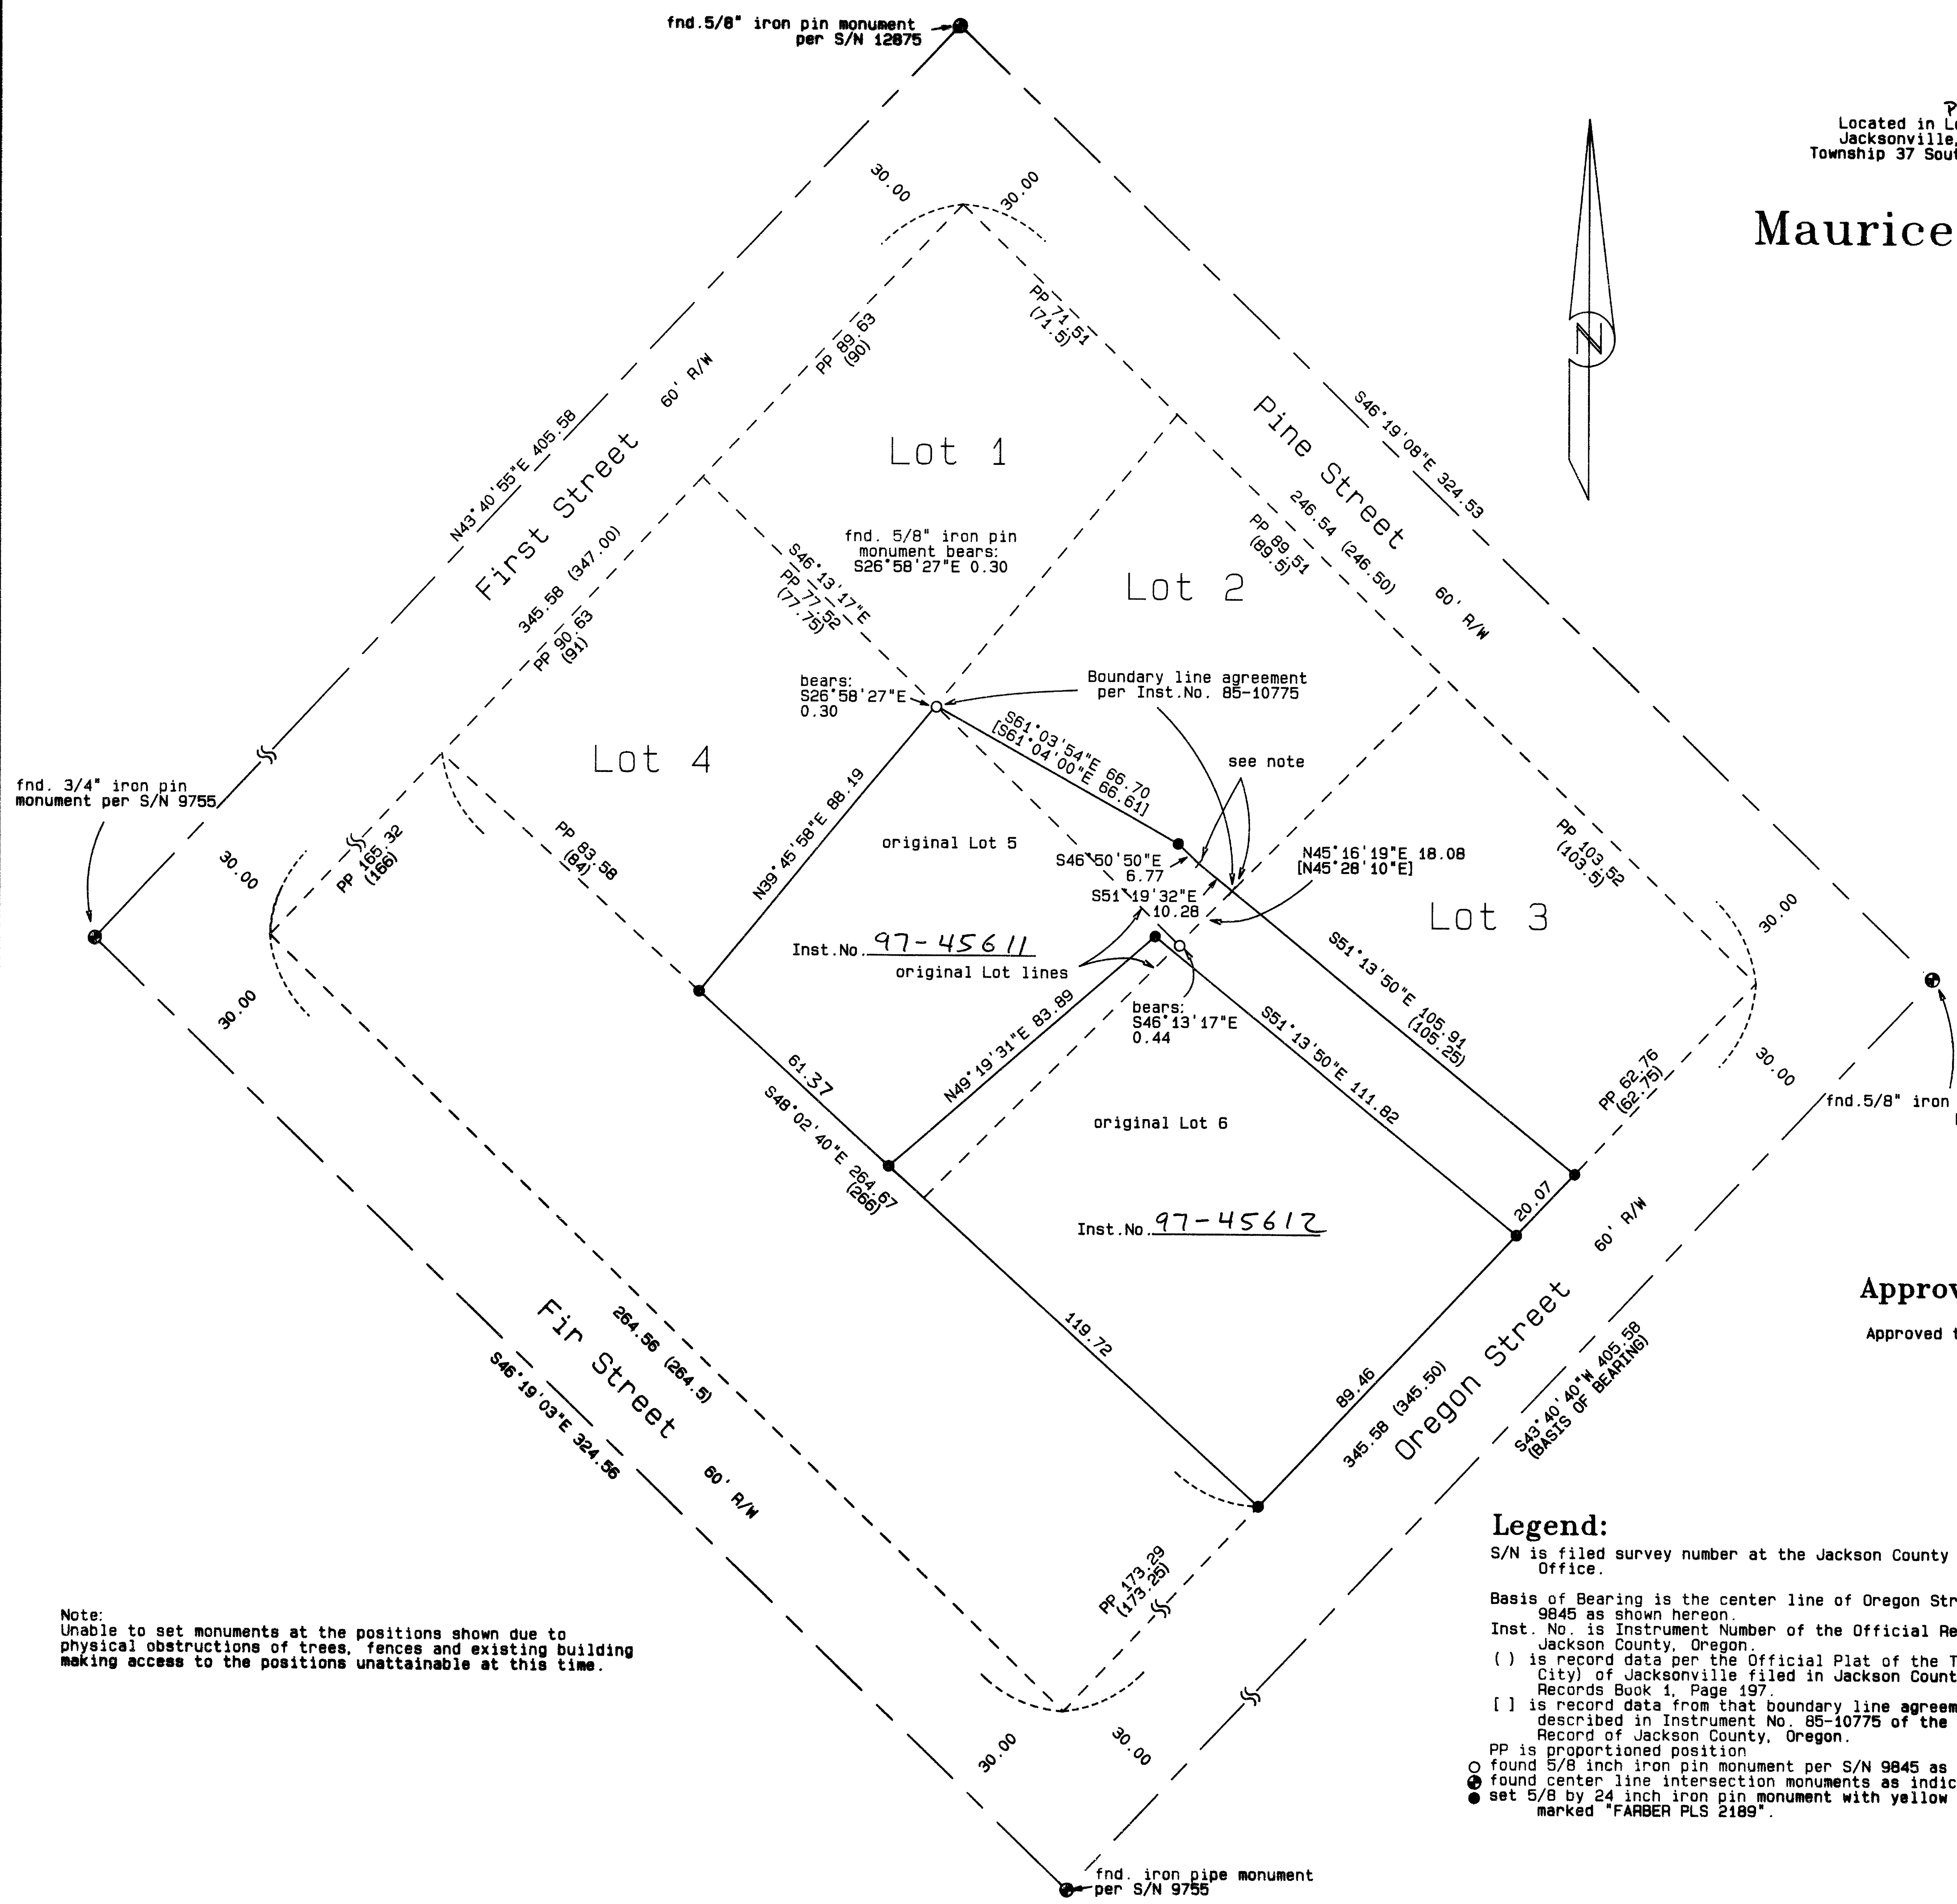 fnd.5/8" iron pin monument
per S/N 12875
Located in
Jacksonville,
Township 37
Maurice
30.00
30.00
PP 89.63
(90)
PP 71.51
(71.5)
60' R/W
N43°40'55"E 405.58
First Street
345.58 (347.00)
PP 90.63
(91)
Lot 1
Pine Street
S46°19'08"E 324.53
246.54 (246.50)
PP 89.51
(89.5)
60' R/W
N
fnd. 5/8" iron pin
monument bears:
S26°58'27"E 0.30
S46°13'17"E
PP 77.52
(77.75)
Lot 2
bears:
S26°58'27"E
0.30
Boundary line agreement
per Inst.No. 85-10775
Lot 4
S61°03'54"E 66.70
[S61°04'00"E 66.61]
see note
fnd. 3/4" iron pin
monument per S/N 9755
30.00
PP 165.32
(166)
PP 83.58
(84)
N39°45'58"E 88.19
original Lot 5
S46°50'50"E
6.77
S51°19'32"E
10.28
N45°16'19"E 18.08
[N45°28'10"E]
PP 103.52
(103.5)
Lot 3
30.00
Inst.No. 97-45611
original Lot lines
30.00
bears:
S46°13'17"E
0.44
S51°13'50"E 105.91
(105.25)
N49°19'31"E 83.89
S51°13'50"E 111.82
61.37
S48°02'40"E 264.67
(266)
PP 62.76
(62.75)
30.00
fnd.5/8" iron
original Lot 6
Inst.No. 97-45612
20.07
60' R/W
Fir Street
264.56 (264.5)
S46°19'03"E 324.56
60' R/W
119.72
89.46
345.58 (345.50)
Oregon Street
S43°40'40"W 405.58
(BASIS OF BEARING)
Approved
PP 173.29
(173.25)
30.00
30.00
fnd. iron pipe monument
per S/N 9755
Note:
Unable to set monuments at the positions shown due to
physical obstructions of trees, fences and existing building
making access to the positions unattainable at this time.
Legend:
S/N is filed survey number at the Jackson County
Office.
Basis of Bearing is the center line of Oregon
9845 as shown hereon.
Inst. No. is Instrument Number of the Official
Jackson County, Oregon.
( ) is record data per the Official Plat of the
City) of Jacksonville filed in Jackson
Records Book 1, Page 197.
[ ] is record data from that boundary line
described in Instrument No. 85-10775 of the
Record of Jackson County, Oregon.
PP is proportioned position
found 5/8 inch iron pin monument per S/N 9845 as
found center line intersection monuments as
set 5/8 by 24 inch iron pin monument with yellow
marked "FARBER PLS 2189".